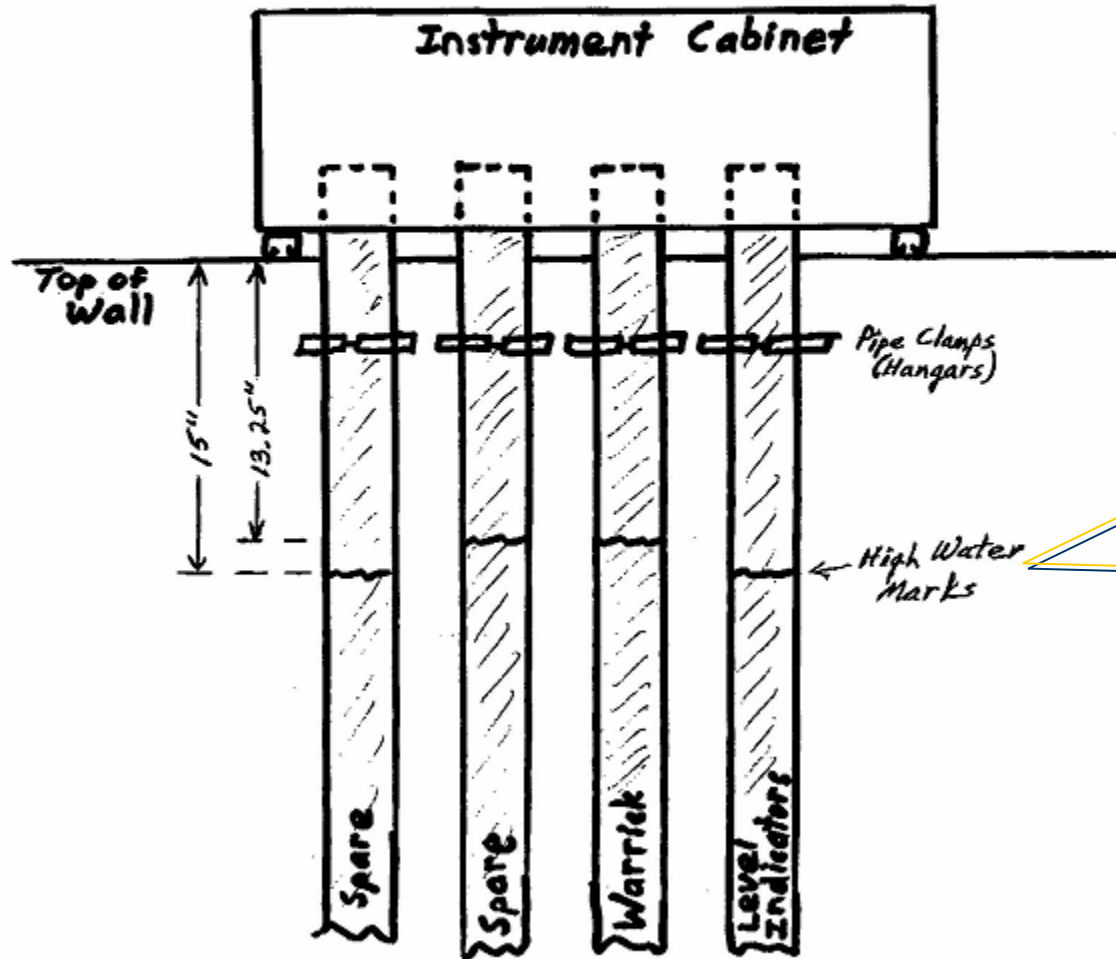 Instrument Cabinet
Top of
Wall
15"
13.25"
Pipe Clamps
(Hangars)
High Water
Marks
Spare
Spare
Warrick
Level
Indicators